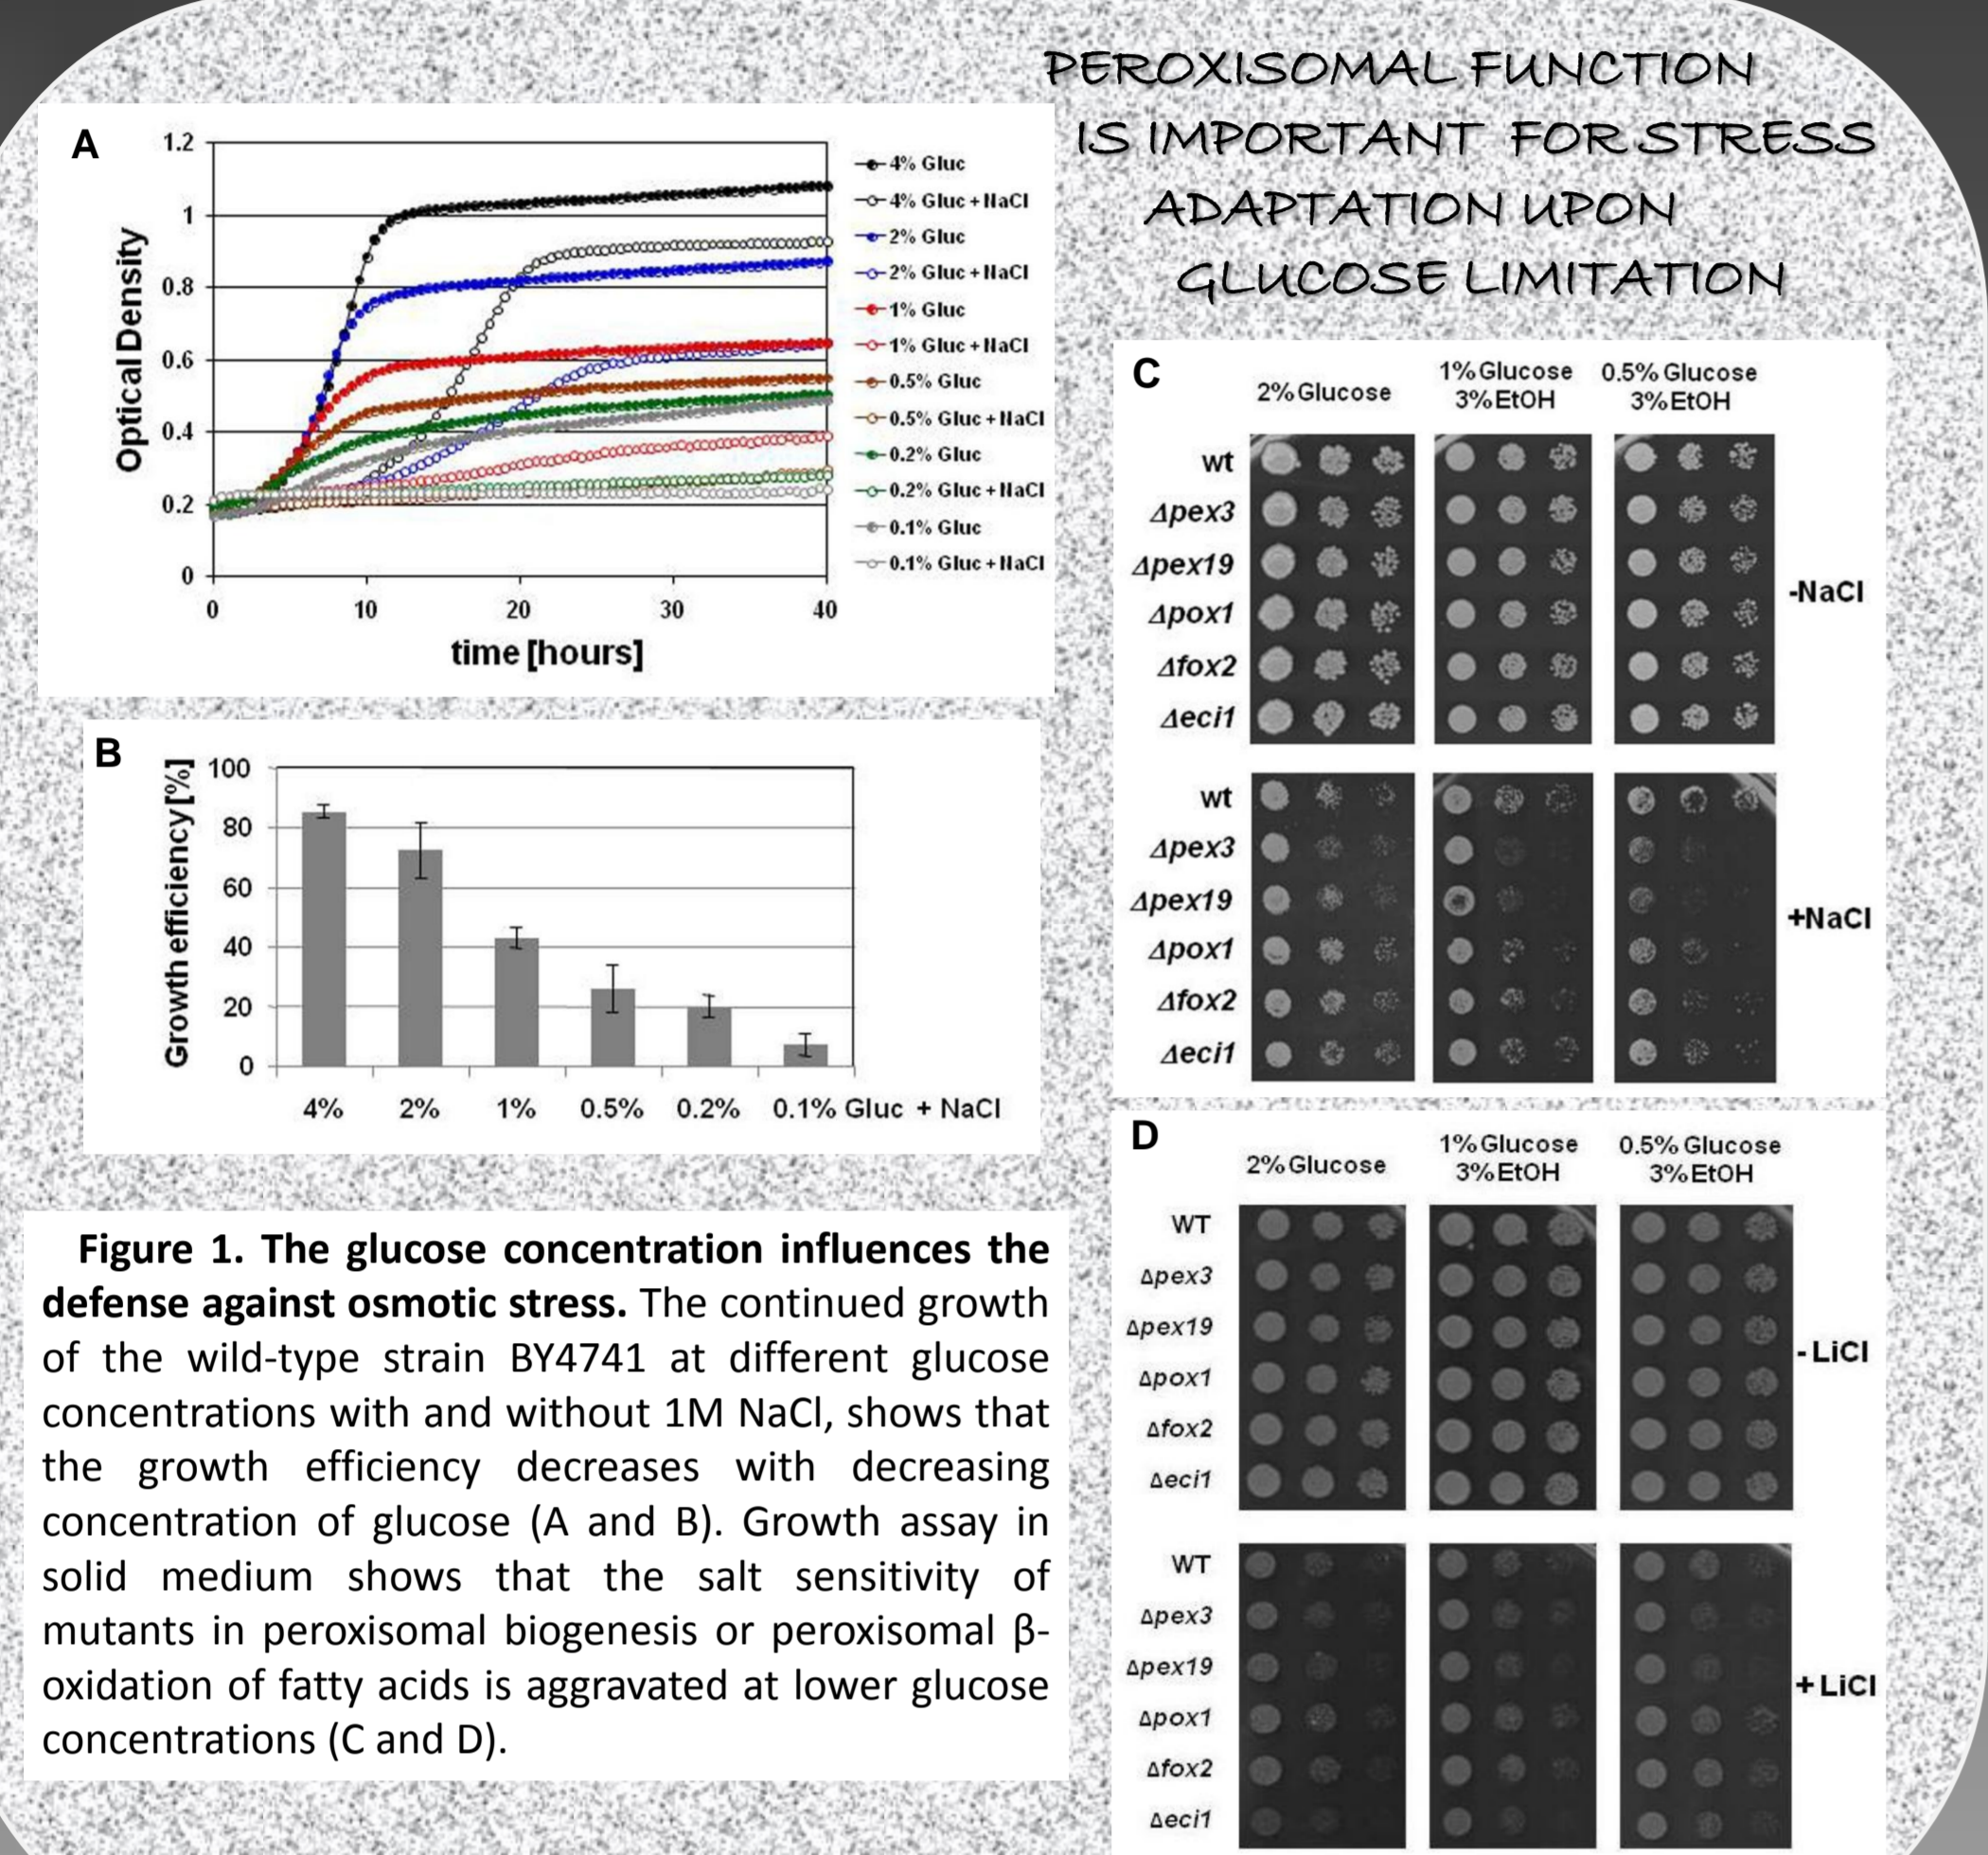 PEROXISOMAL FUNCTION
IS IMPORTANT FOR STRESS
ADAPTATION UPON
GLUCOSE LIMITATION
A
Optical Density
1.2
1
0.8
0.6
0.4
0.2
0
0 10 20 30 40
time [hours]
4% Gluc
4% Gluc + NaCl
2% Gluc
2% Gluc + NaCl
1% Gluc
1% Gluc + NaCl
0.5% Gluc
0.5% Gluc + NaCl
0.2% Gluc
0.2% Gluc + NaCl
0.1% Gluc
0.1% Gluc + NaCl
B
Growth efficiency [%]
100
80
60
40
20
0
4% 2% 1% 0.5% 0.2% 0.1% Gluc + NaCl
Figure 1. The glucose concentration influences the
defense against osmotic stress. The continued growth
of the wild-type strain BY4741 at different glucose
concentrations with and without 1M NaCl, shows that
the growth efficiency decreases with decreasing
concentration of glucose (A and B). Growth assay in
solid medium shows that the salt sensitivity of
mutants in peroxisomal biogenesis or peroxisomal β-
oxidation of fatty acids is aggravated at lower glucose
concentrations (C and D).
C
2% Glucose
1% Glucose
3% EtOH
0.5% Glucose
3% EtOH
wt
Δpex3
Δpex19
Δpox1
Δfox2
Δeci1
-NaCl
wt
Δpex3
Δpex19
Δpox1
Δfox2
Δeci1
+NaCl
D
2% Glucose
1% Glucose
3% EtOH
0.5% Glucose
3% EtOH
WT
Δpex3
Δpex19
Δpox1
Δfox2
Δeci1
- LiCl
WT
Δpex3
Δpex19
Δpox1
Δfox2
Δeci1
+ LiCl